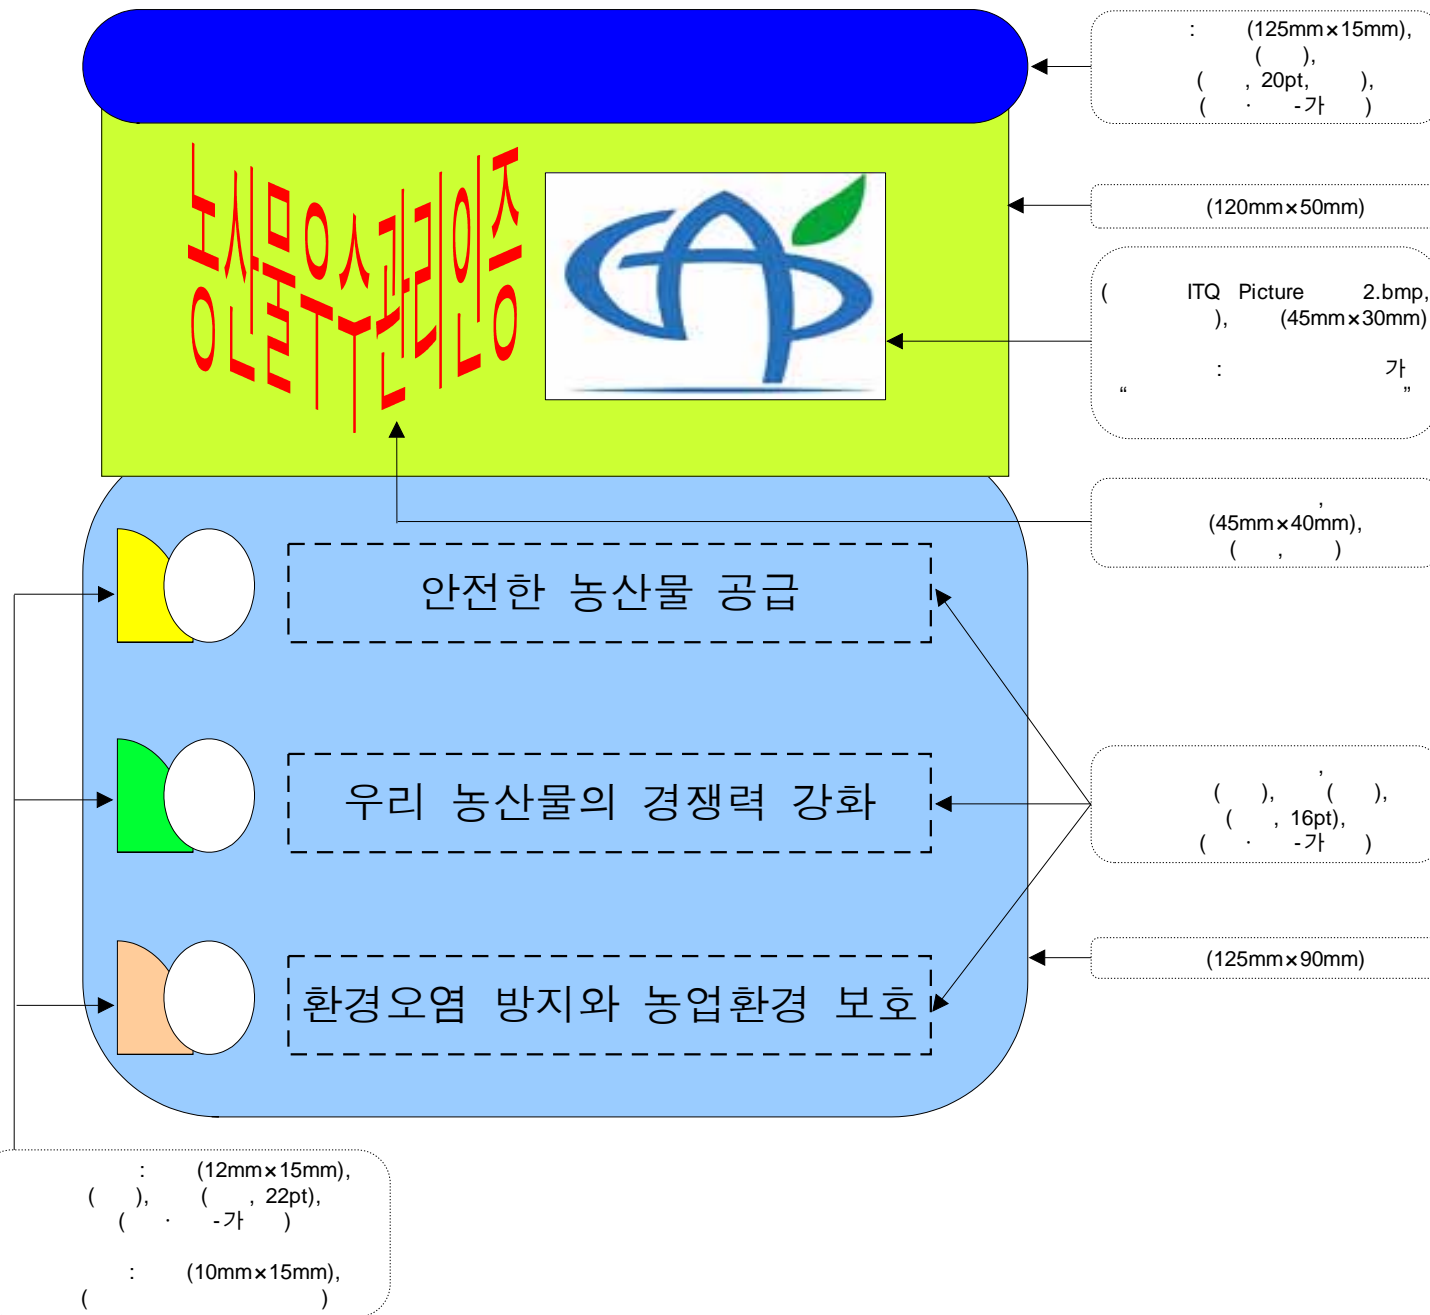 : (125mm×15mm),
( ),
( , 20pt, ),
( · -가 )
(120mm×50mm)
농산물우수관리인증
GAP
( ITQ Picture 2.bmp,
), (45mm×30mm)
: 가
“ ”
,
(45mm×40mm),
( , )
안전한 농산물 공급
우리 농산물의 경쟁력 강화
,
( ), ( ),
( , 16pt),
( · -가 )
환경오염 방지와 농업환경 보호
(125mm×90mm)
: (12mm×15mm),
( ), ( , 22pt),
( · -가 )
: (10mm×15mm),
( )